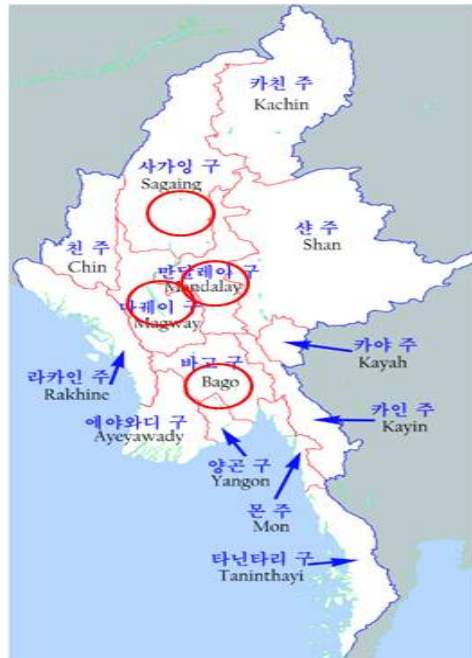 카친 주
Kachin
사가잉 구
Sagaing
샨 주
Shan
친 주
Chin
만달레이 구
Mandalay
마궤이 구
Magway
카야 주
Kayah
바고 구
Bago
라카인 주
Rakhine
카인 주
Kayin
에야와디 구
Ayeyawady
양곤 구
Yangon
몬 주
Mon
타닌타리 구
Taninthayi